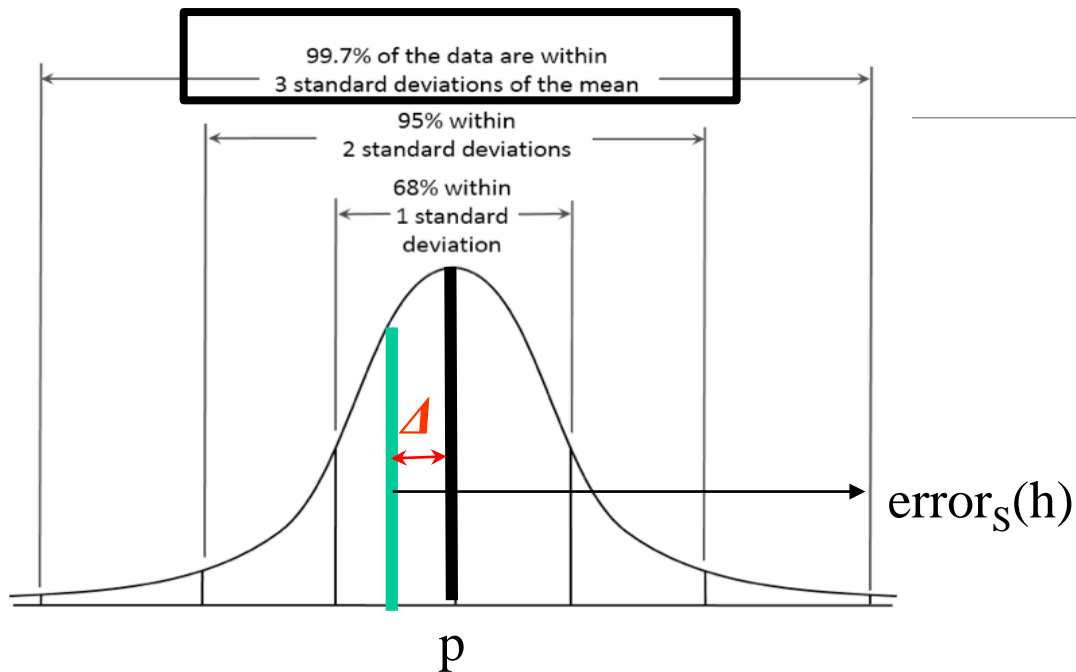 99.7% of the data are within
3 standard deviations of the mean
95% within
2 standard deviations
68% within
1 standard
deviation
Δ
errorS(h)
p